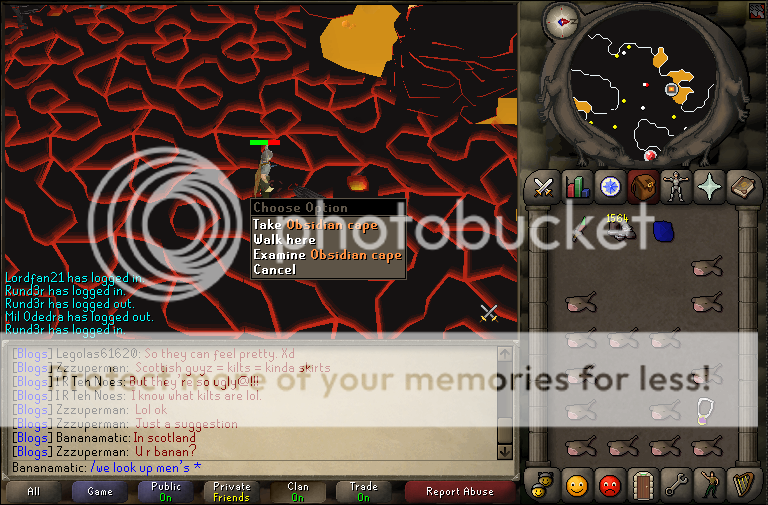 1564
Choose Option
Take Obsidian cape
Walk here
Examine Obsidian cape
Cancel
photobucket
Lordfan21 has logged in.
Rund3r has logged in.
Rund3r has logged out.
Mil Odedra has logged out.
Rund3r has logged in.
Protect more of your memories for less!
[Blogs] Legolas61620: So they can feel pretty. Xd
[Blogs] Zzzuperman: Scottish guyz = kilts = kinda skirts
[Blogs] I R Teh Noes: But they're so ugly@!!!
[Blogs] I R Teh Noes: I know what kilts are lol.
[Blogs] Zzzuperman: Lol ok
[Blogs] Zzzuperman: Just a suggestion
[Blogs] Bananamatic: In scotland
[Blogs] Zzzuperman: U r banan?
Bananamatic: /we look up men's *
All
Game
Public
On
Private
Friends
Clan
On
Trade
On
Report Abuse